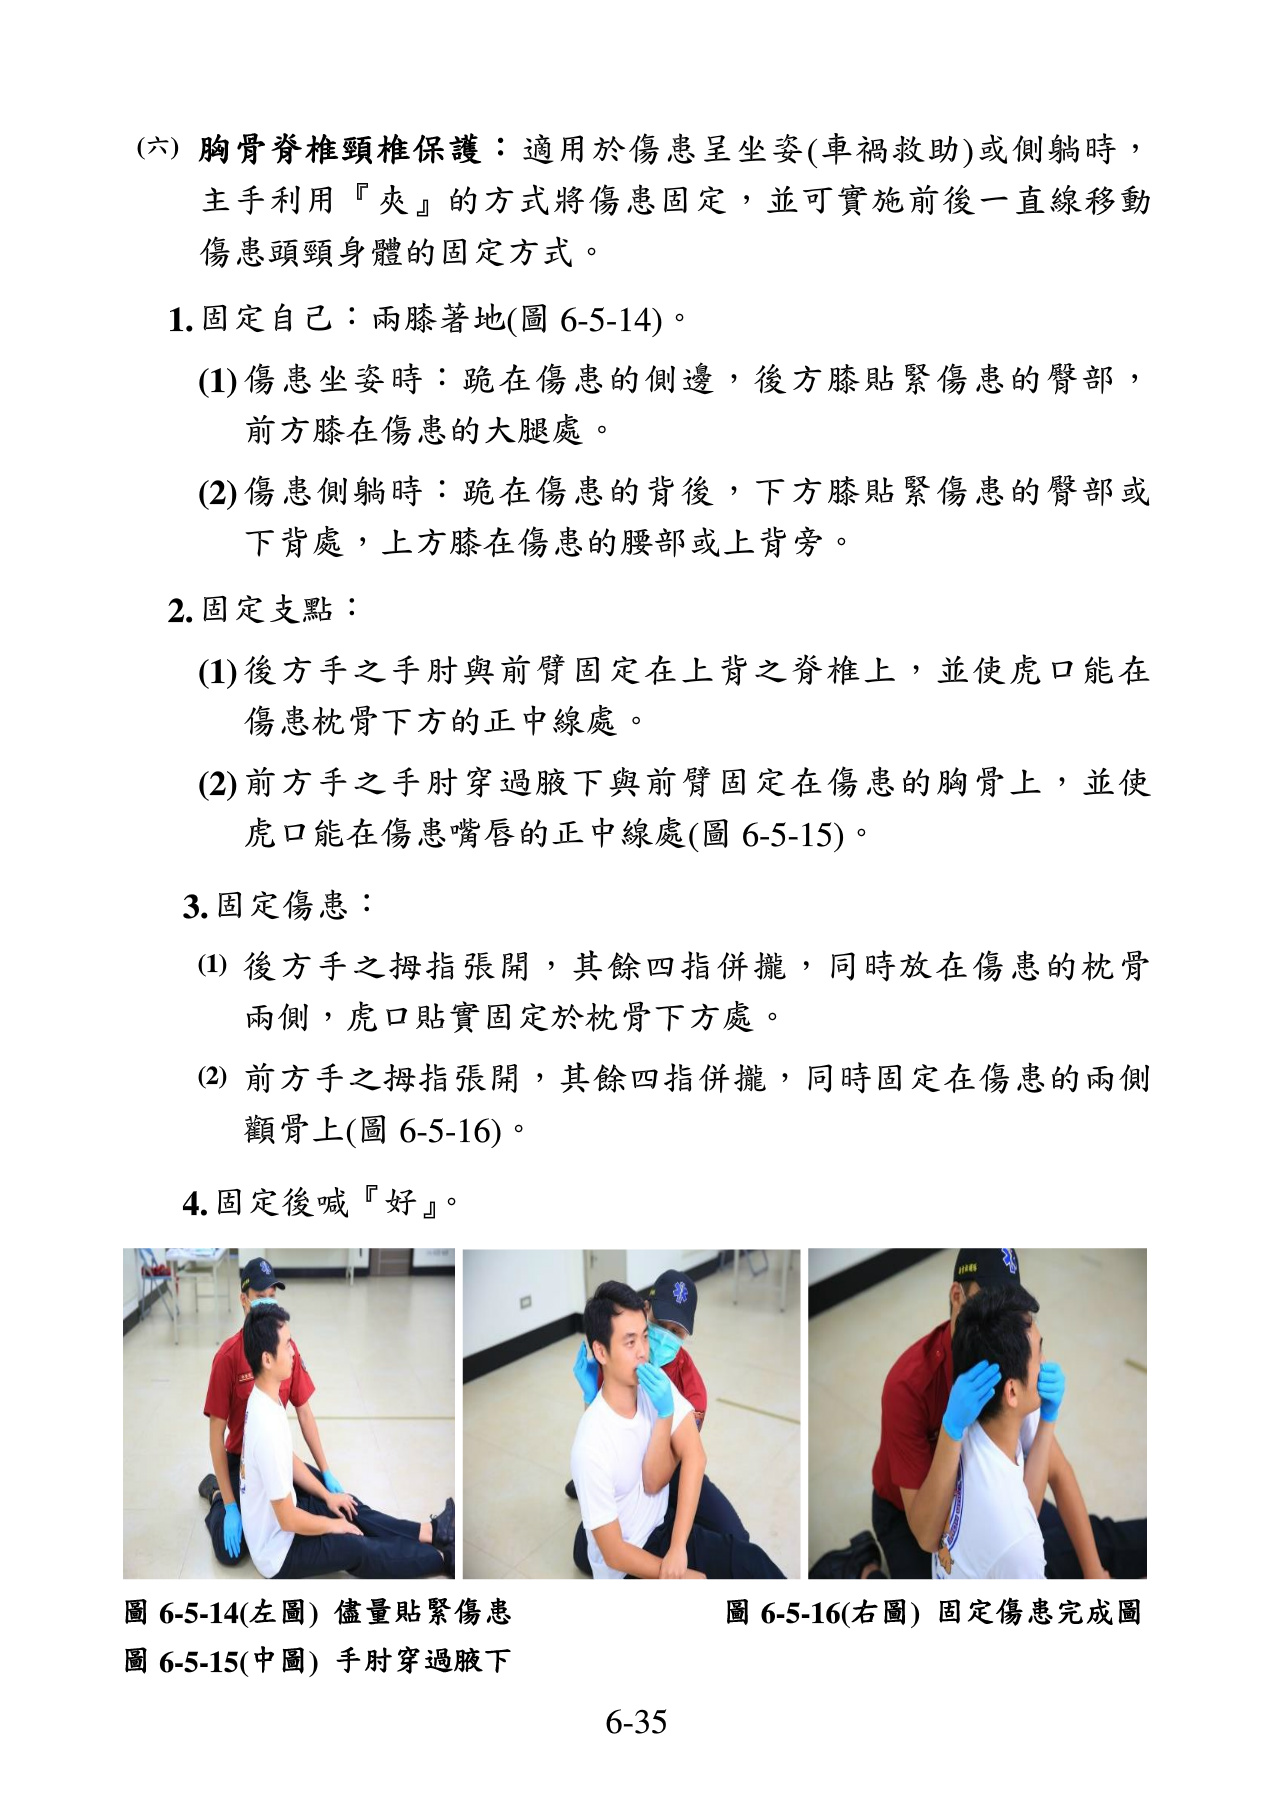 (六) 胸骨脊椎頸椎保護：適用於傷患呈坐姿(車禍救助)或側躺時，
主手利用『夾』的方式將傷患固定，並可實施前後一直線移動
傷患頭頸身體的固定方式。
1.固定自己：兩膝著地(圖 6-5-14)。
(1)傷患坐姿時：跪在傷患的側邊，後方膝貼緊傷患的臀部，
前方膝在傷患的大腿處。
(2)傷患側躺時：跪在傷患的背後，下方膝貼緊傷患的臀部或
下背處，上方膝在傷患的腰部或上背旁。
2.固定支點：
(1)後方手之手肘與前臂固定在上背之脊椎上，並使虎口能在
傷患枕骨下方的正中線處。
(2)前方手之手肘穿過腋下與前臂固定在傷患的胸骨上，並使
虎口能在傷患嘴唇的正中線處(圖 6-5-15)。
3.固定傷患：
(1) 後方手之拇指張開，其餘四指併攏，同時放在傷患的枕骨
兩側，虎口貼實固定於枕骨下方處。
(2) 前方手之拇指張開，其餘四指併攏，同時固定在傷患的兩側
顴骨上(圖 6-5-16)。
4.固定後喊『好』。
圖 6-5-14(左圖) 儘量貼緊傷患 圖 6-5-16(右圖) 固定傷患完成圖
圖 6-5-15(中圖) 手肘穿過腋下
6-35